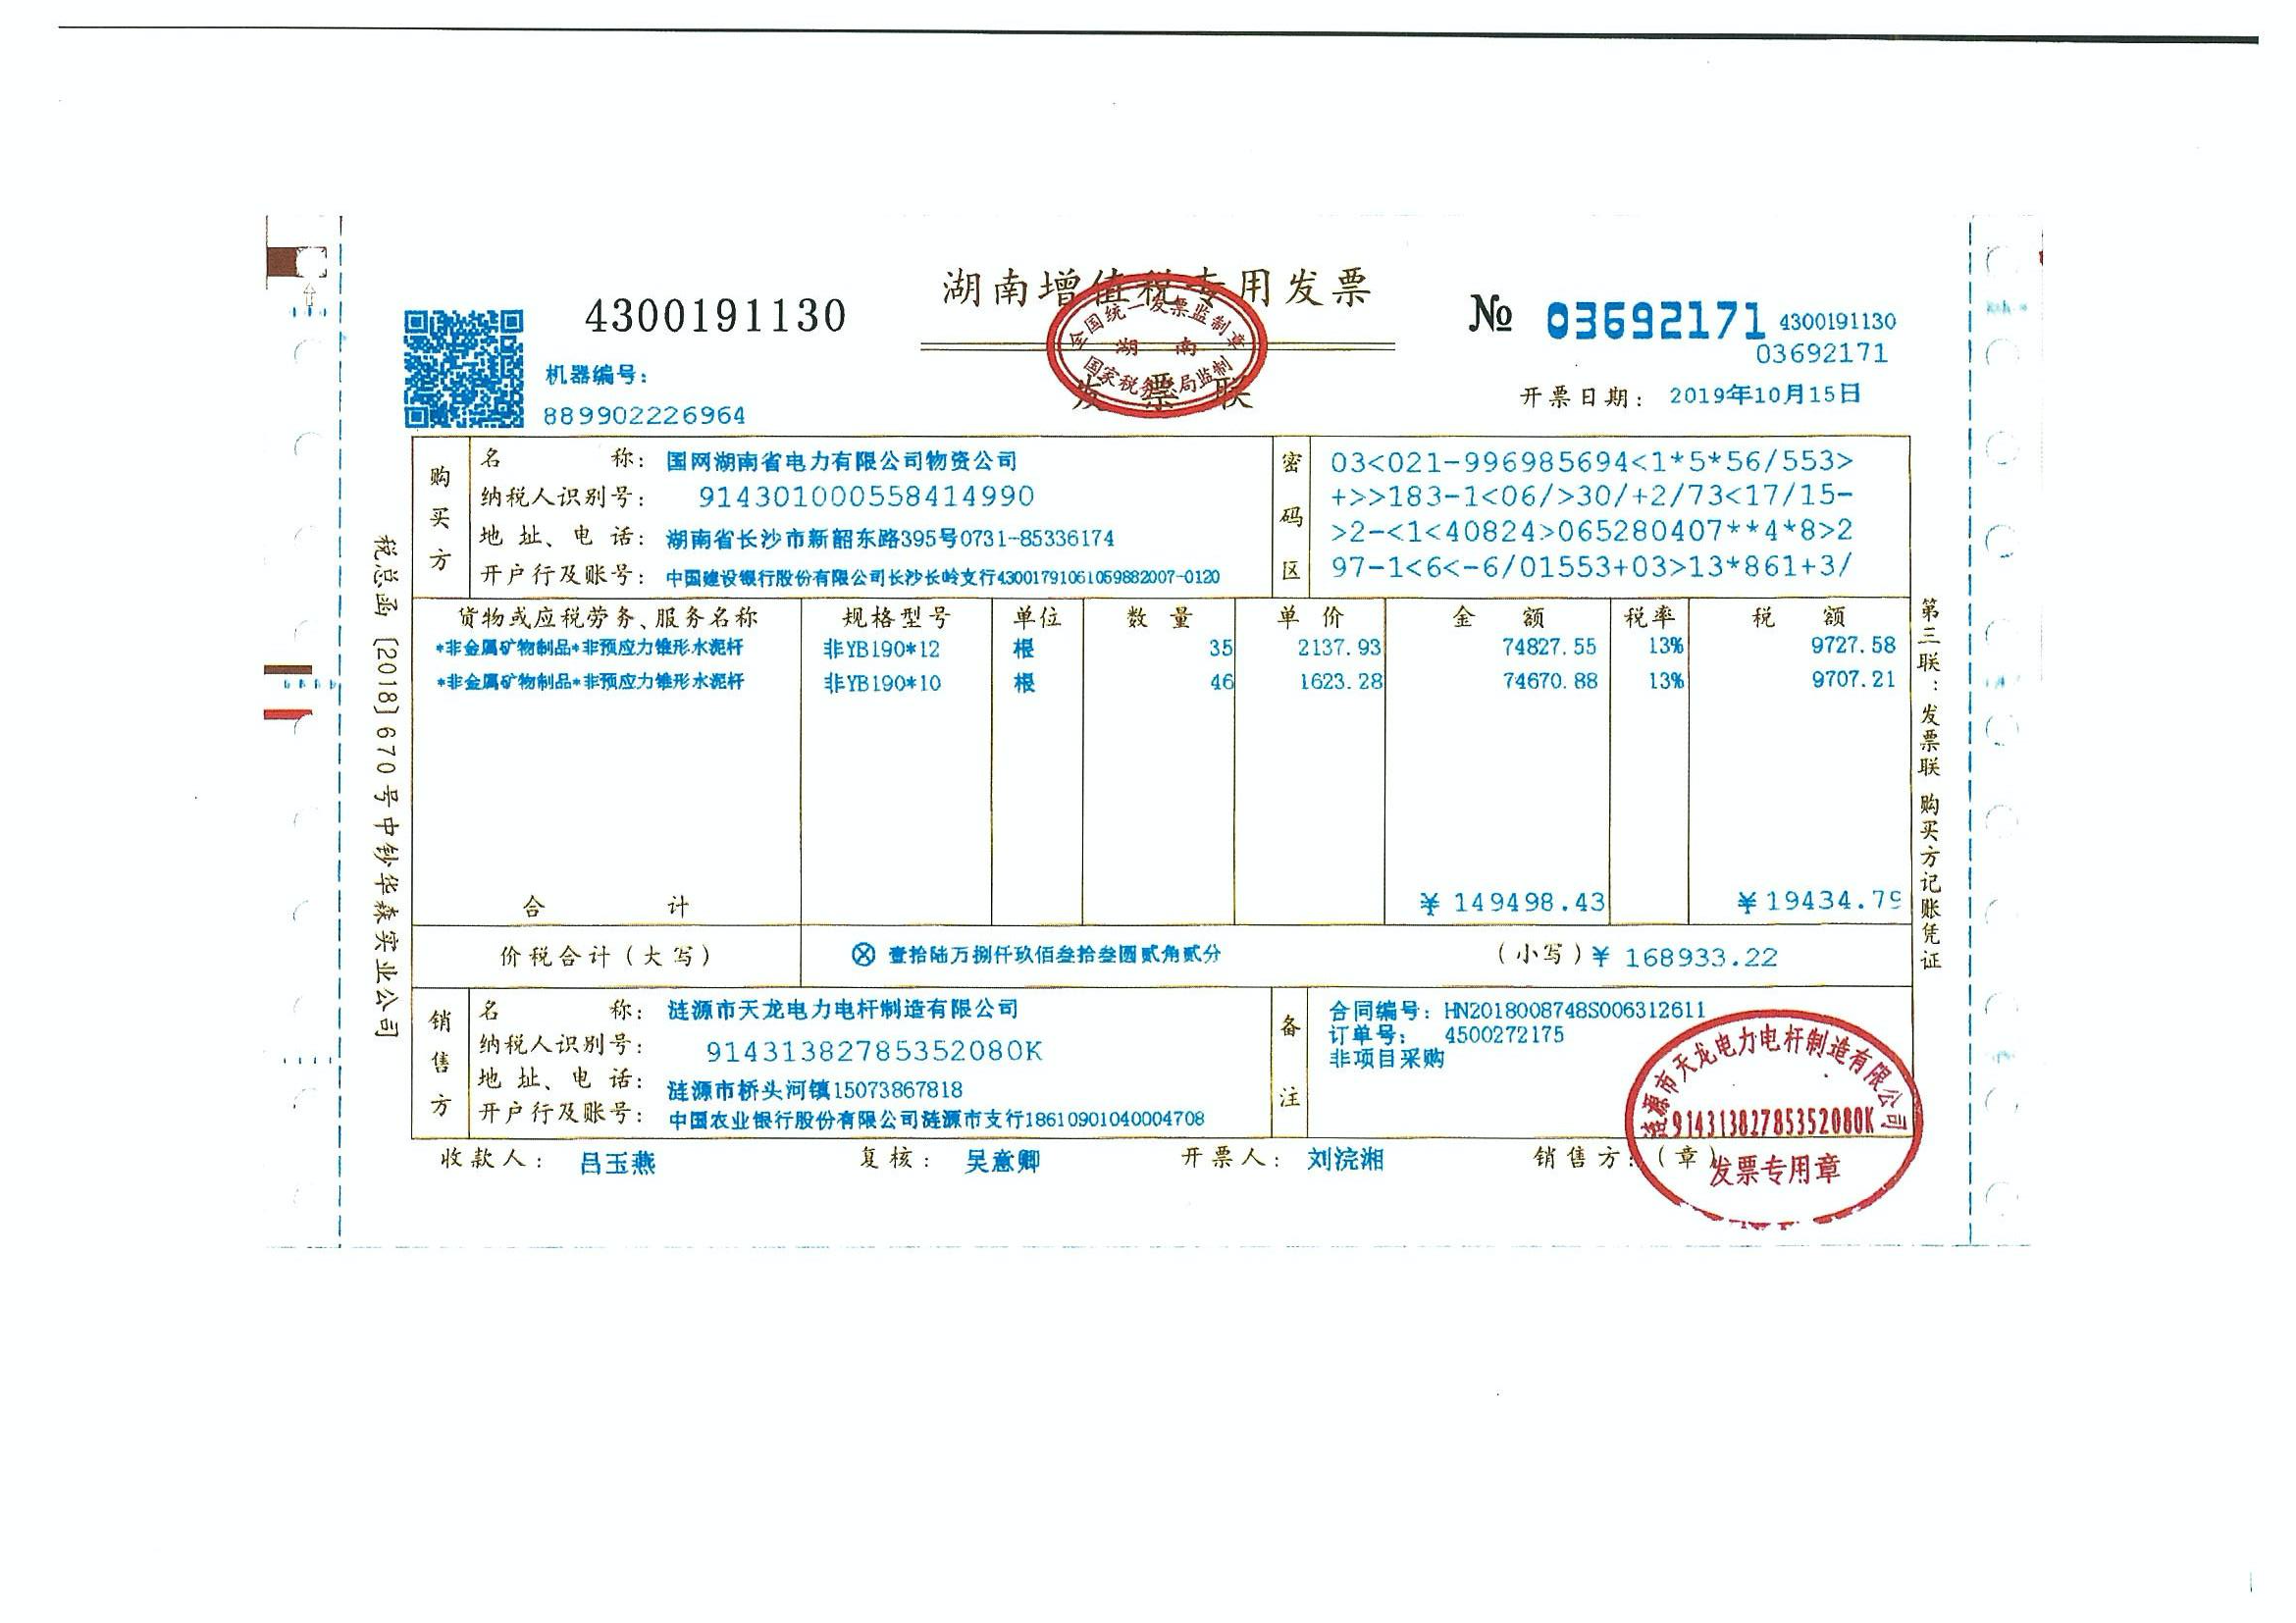 湖南增值税专用发票
4300191130
№ 03692171
4300191130
03692171
全国统一发票监制章
湖 南
国家税务总局监制
发票联
机器编号:
889902226964
开票日期: 2019年10月15日
购买方
名 称: 国网湖南省电力有限公司物资公司
纳税人识别号: 914301000558414990
地址、电话: 湖南省长沙市新韶东路395号0731-85336174
开户行及账号: 中国建设银行股份有限公司长沙长岭支行43001791061059882007-0120
密码区
03<021-996985694<1*5*56/553>
+>>183-1<06/>30/+2/73<17/15-
>2-<1<40824>065280407**4*8>2
97-1<6<-6/01553+03>13*861+3/
货物或应税劳务、服务名称 规格型号 单位 数 量 单 价 金 额 税率 税 额
*非金属矿物制品*非预应力锥形水泥杆 非YB190*12 根 35 2137.93 74827.55 13% 9727.58
*非金属矿物制品*非预应力锥形水泥杆 非YB190*10 根 46 1623.28 74670.88 13% 9707.21
合 计 ¥149498.43 ¥19434.79
价税合计(大写) ⊗壹拾陆万捌仟玖佰叁拾叁圆贰角贰分 (小写)¥168933.22
销售方
名 称: 涟源市天龙电力电杆制造有限公司
纳税人识别号: 91431382785352080K
地址、电话: 涟源市桥头河镇15073867818
开户行及账号: 中国农业银行股份有限公司涟源市支行18610901040004708
备注
合同编号: HN2018008748S006312611
订单号: 4500272175
非项目采购
收款人: 吕玉燕 复核: 吴意卿 开票人: 刘浣湘 销售方:(章)
涟源市天龙电力电杆制造有限公司
91431382785352080K
发票专用章
税总函〔2018〕670号中钞华森实业公司
第三联:发票联 购买方记账凭证